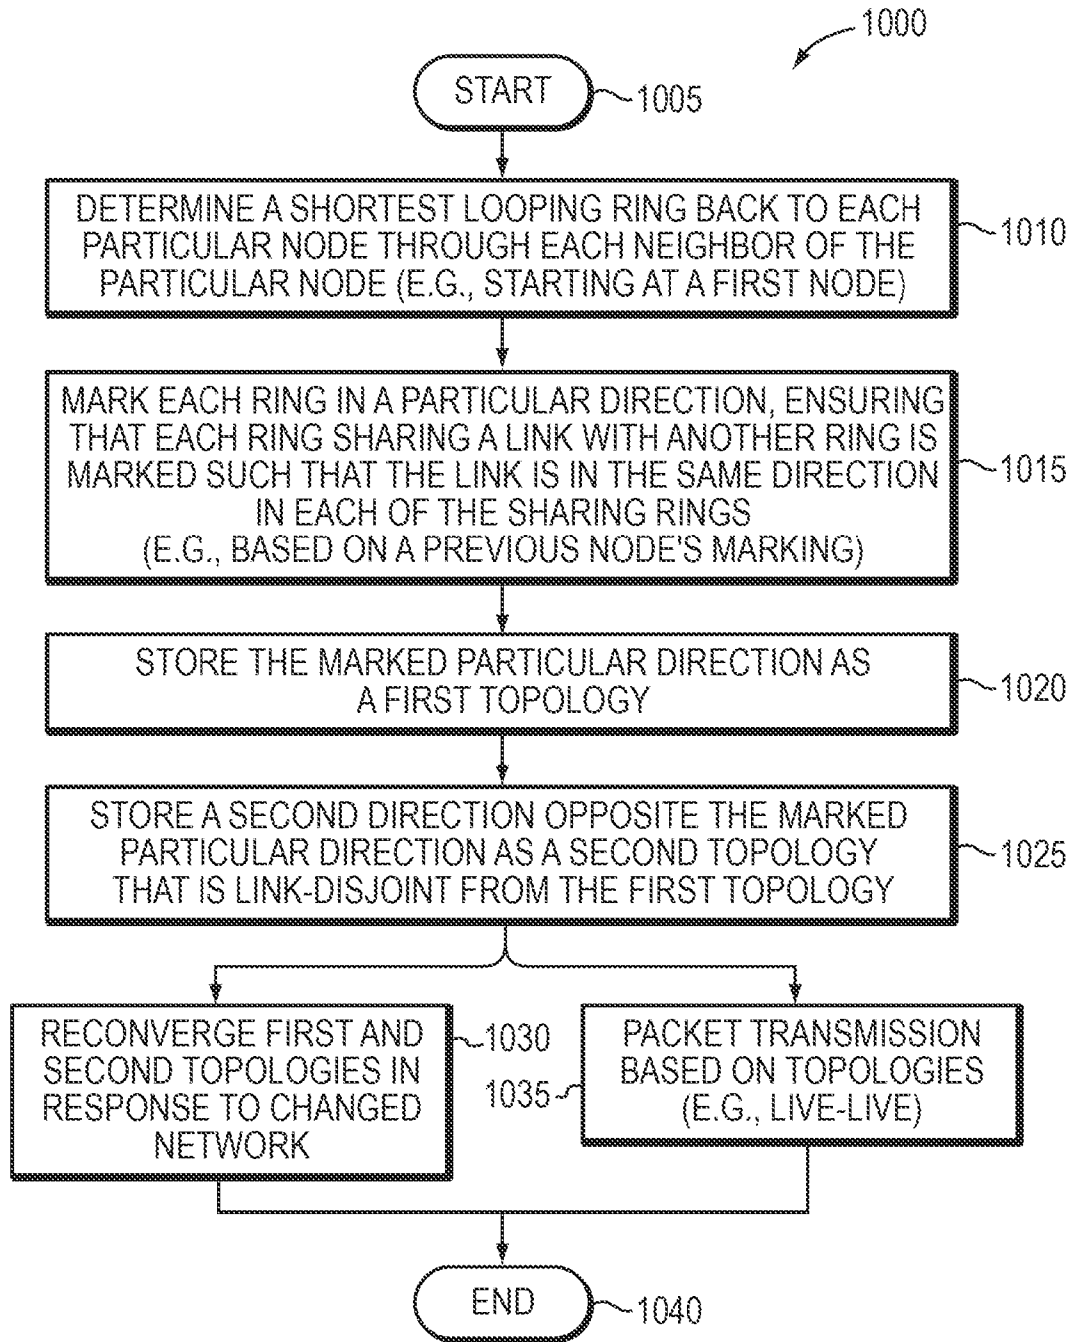 1000
START
1005
DETERMINE A SHORTEST LOOPING RING BACK TO EACH
PARTICULAR NODE THROUGH EACH NEIGHBOR OF THE
PARTICULAR NODE (E.G., STARTING AT A FIRST NODE)
1010
MARK EACH RING IN A PARTICULAR DIRECTION, ENSURING
THAT EACH RING SHARING A LINK WITH ANOTHER RING IS
MARKED SUCH THAT THE LINK IS IN THE SAME DIRECTION
IN EACH OF THE SHARING RINGS
(E.G., BASED ON A PREVIOUS NODE'S MARKING)
1015
STORE THE MARKED PARTICULAR DIRECTION AS
A FIRST TOPOLOGY
1020
STORE A SECOND DIRECTION OPPOSITE THE MARKED
PARTICULAR DIRECTION AS A SECOND TOPOLOGY
THAT IS LINK-DISJOINT FROM THE FIRST TOPOLOGY
1025
RECONVERGE FIRST AND
SECOND TOPOLOGIES IN
RESPONSE TO CHANGED
NETWORK
1030
PACKET TRANSMISSION
BASED ON TOPOLOGIES
(E.G., LIVE-LIVE)
1035
END
1040